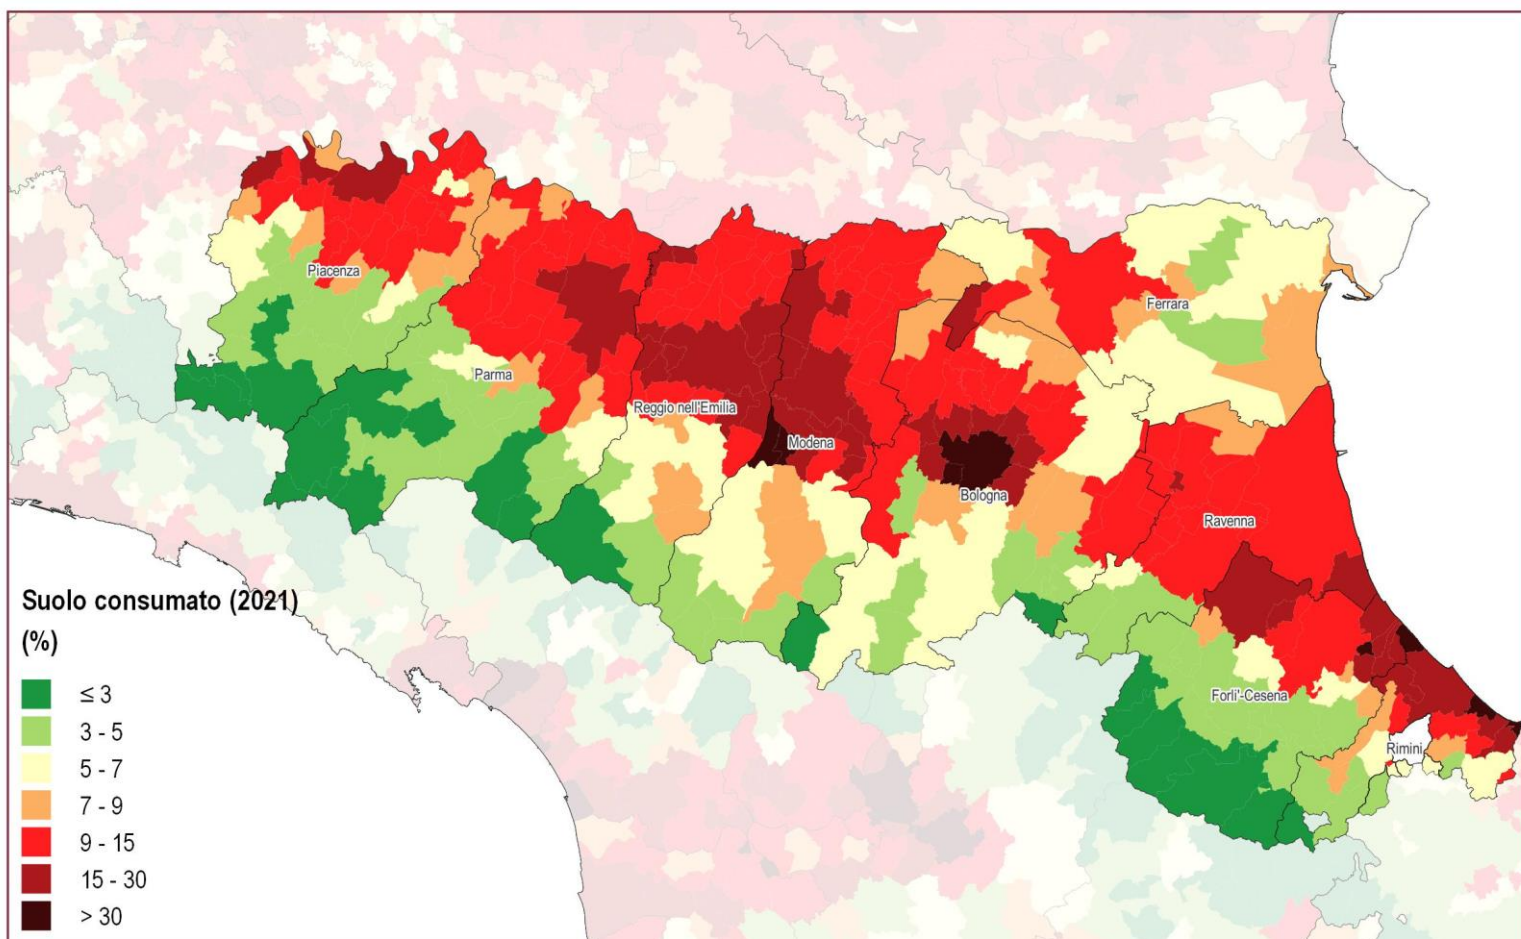 Piacenza
Ferrara
Parma
Reggio nell'Emilia
Modena
Bologna
Ravenna
Forli'-Cesena
Rimini
Suolo consumato (2021)
(%)
≤ 3
3 - 5
5 - 7
7 - 9
9 - 15
15 - 30
> 30